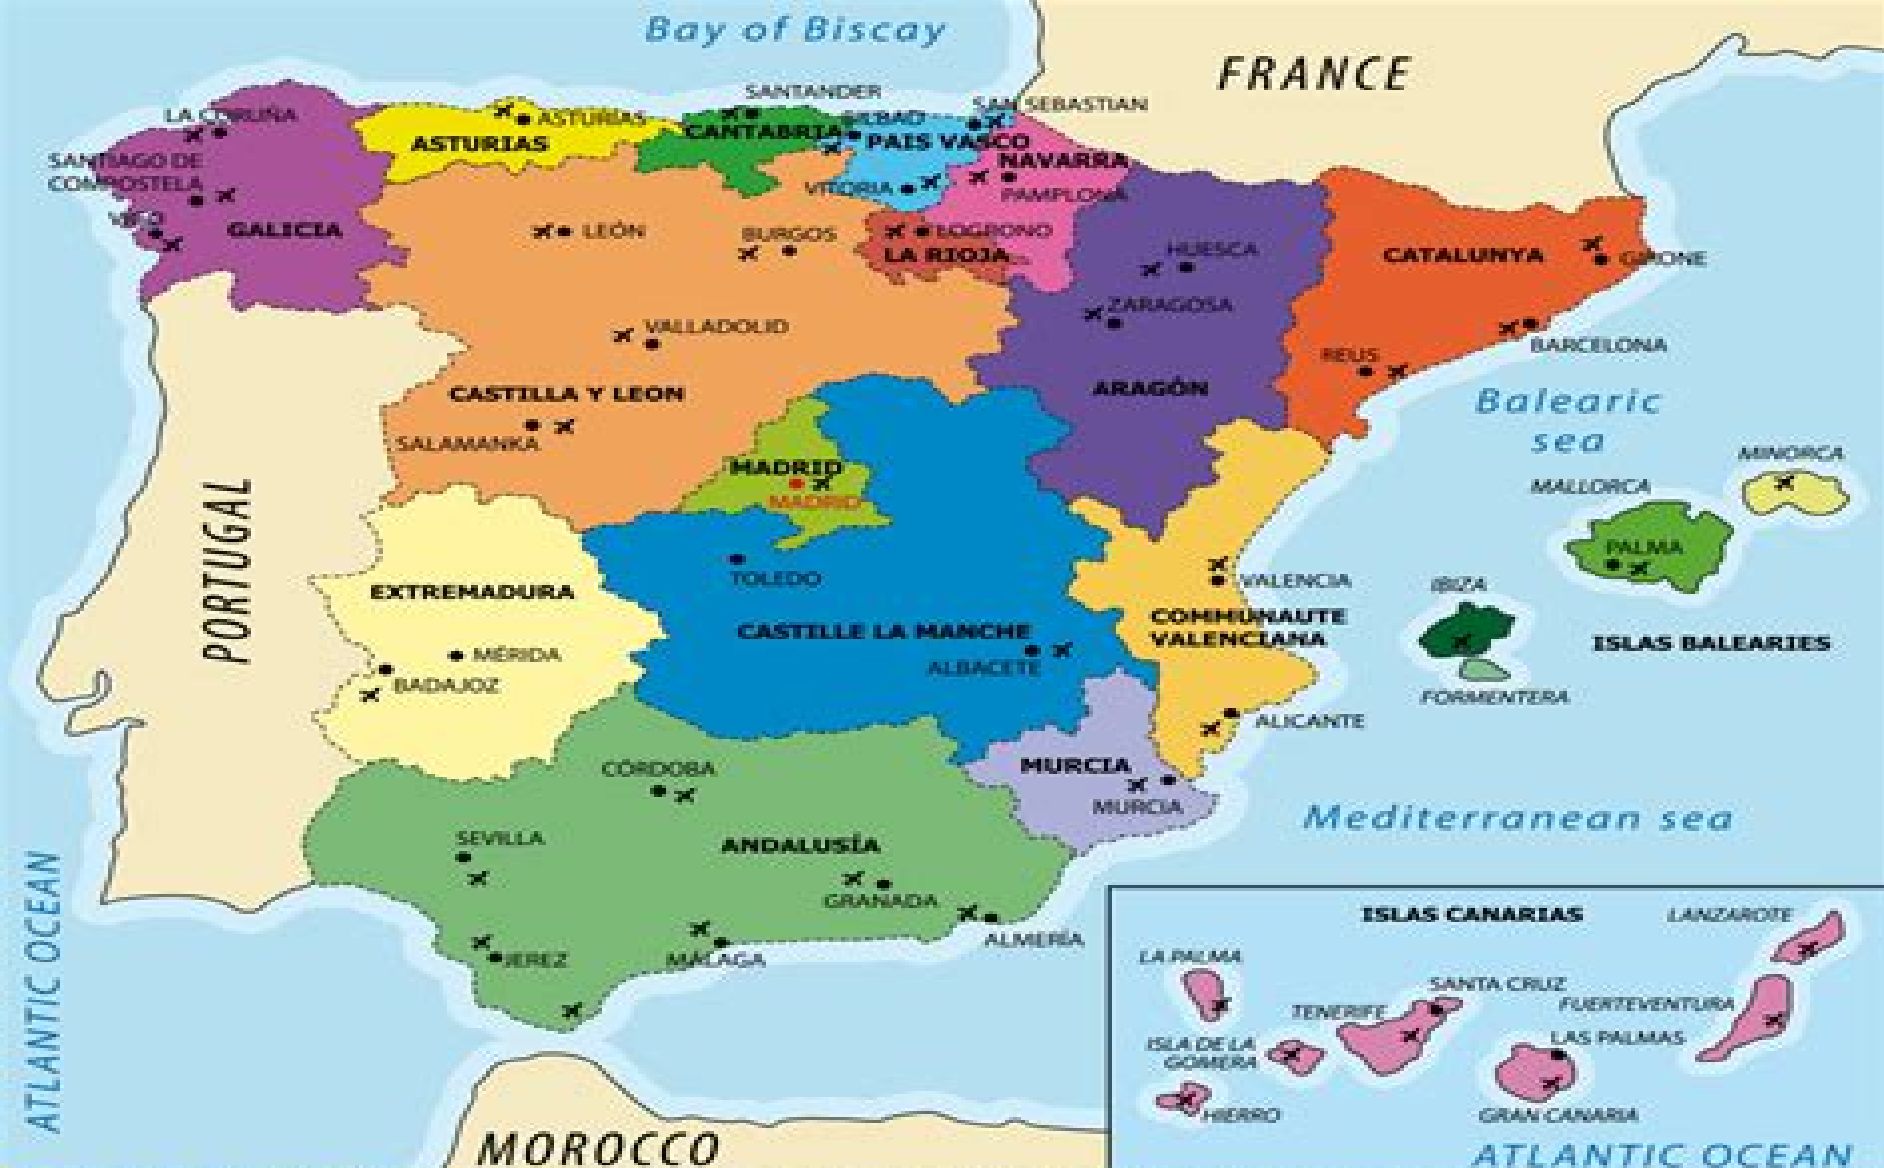 Bay of Biscay
FRANCE
SANTANDER
SAN SEBASTIAN
LA CORUÑA
ASTURÍAS
ASTURIAS
CANTABRIA
BILBAO
PAIS VASCO
NAVARRA
SANTIAGO DE
COMPOSTELA
VITORIA
PAMPLONA
VIGO
GALICIA
LEÓN
BURGOS
LOGRONO
LA RIOJA
HUESCA
CATALUNYA
GIRONE
ZARAGOSA
VALLADOLID
BARCELONA
REUS
CASTILLA Y LEON
ARAGÓN
SALAMANKA
Balearic
sea
MINORCA
MADRID
MADRID
MALLORCA
PORTUGAL
PALMA
TOLEDO
VALENCIA
IBIZA
EXTREMADURA
COMMUNAUTE
VALENCIANA
CASTILLE LA MANCHE
ISLAS BALEARIES
MÉRIDA
ALBACETE
BADAJOZ
FORMENTERA
ALICANTE
CÓRDOBA
MURCIA
MURCIA
Mediterranean sea
SEVILLA
ANDALUSÍA
GRANADA
ALMERÍA
JEREZ
MÁLAGA
ATLANTIC OCEAN
ISLAS CANARIAS
LANZAROTE
LA PALMA
SANTA CRUZ
TENERIFE
FUERTEVENTURA
LAS PALMAS
ISLA DE LA
GOMERA
HIERRO
GRAN CANARIA
MOROCCO
ATLANTIC OCEAN